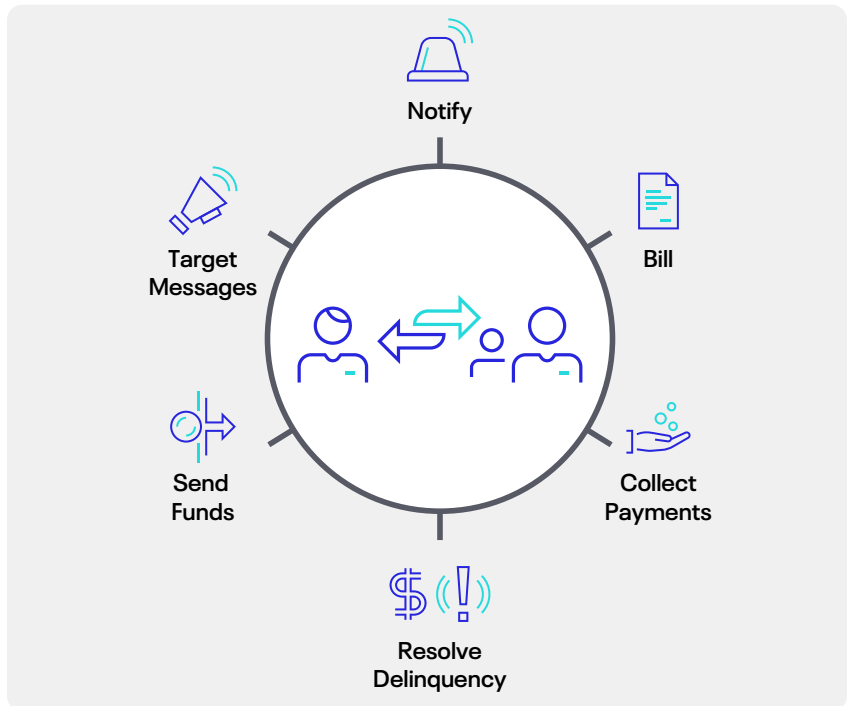 Notify
Target
Messages
Bill
Send
Funds
Collect
Payments
$ !
Resolve
Delinquency